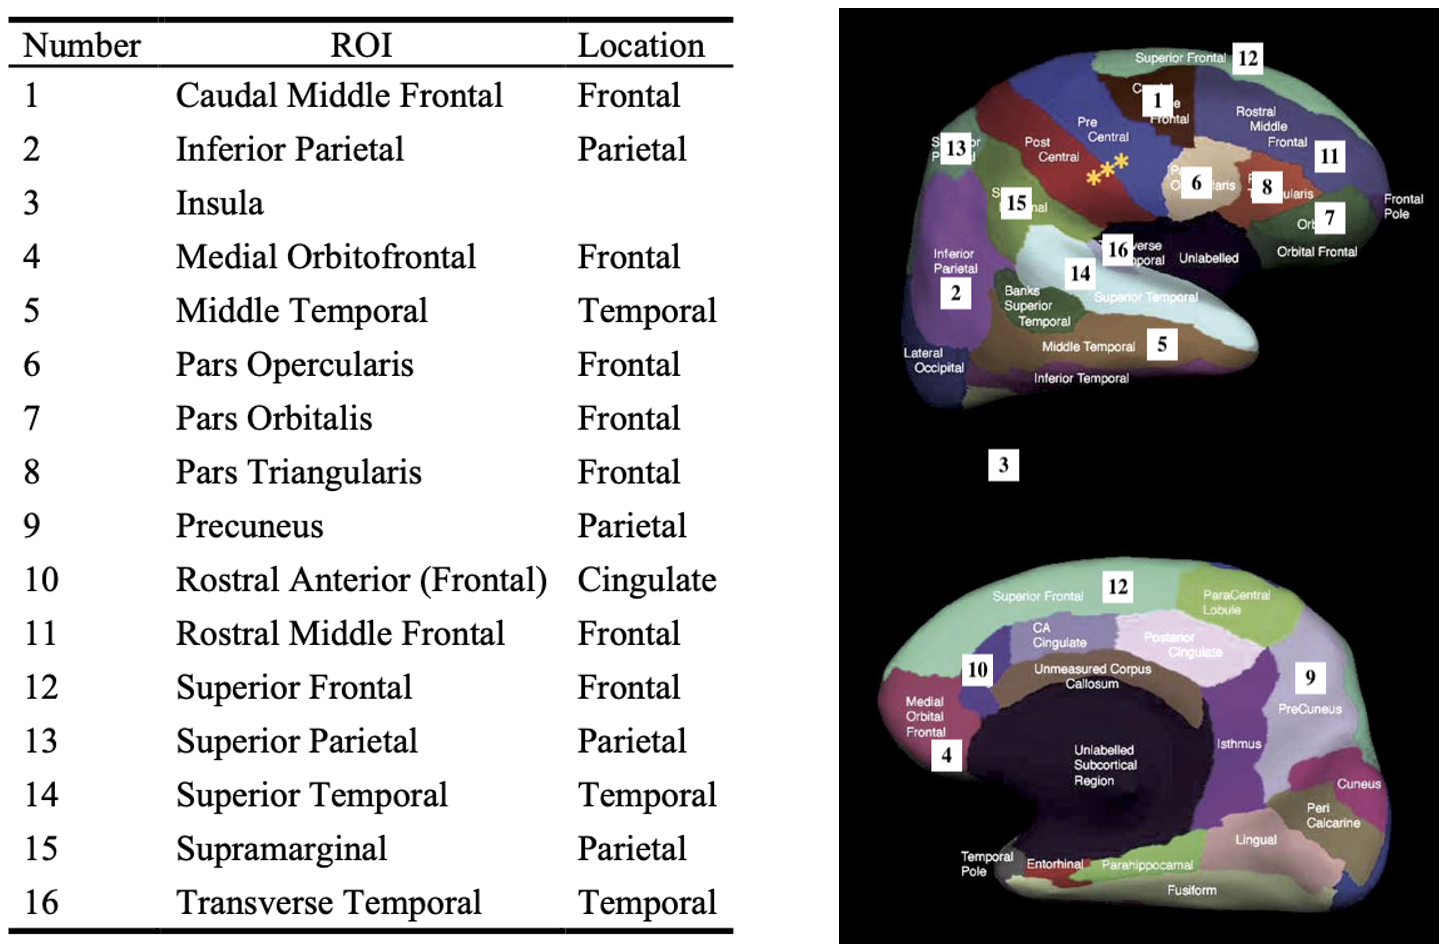 Number ROI Location
1 Caudal Middle Frontal Frontal
2 Inferior Parietal Parietal
3 Insula
4 Medial Orbitofrontal Frontal
5 Middle Temporal Temporal
6 Pars Opercularis Frontal
7 Pars Orbitalis Frontal
8 Pars Triangularis Frontal
9 Precuneus Parietal
10 Rostral Anterior (Frontal) Cingulate
11 Rostral Middle Frontal Frontal
12 Superior Frontal Frontal
13 Superior Parietal Parietal
14 Superior Temporal Temporal
15 Supramarginal Parietal
16 Transverse Temporal Temporal
Superior Frontal 12
1
Frontal
Rostral
Middle
Frontal
11
Pre
Central
Post
Central
***
13
6
8
7
Frontal
Pole
Orbital Frontal
15
16
Unlabelled
14
Superior Temporal
Inferior
Parietal
2
Banks
Superior
Temporal
Middle Temporal 5
Lateral
Occipital
Inferior Temporal
3
Superior Frontal 12
ParaCentral
Lobule
CA
Cingulate
Posterior
Cingulate
10
Unmeasured Corpus
Callosum
9
PreCuneus
Medial
Orbital
Frontal
4
Isthmus
Unlabelled
Subcortical
Region
Cuneus
Peri
Calcarine
Lingual
Temporal
Pole
Entorhinal
Parahippocamal
Fusiform